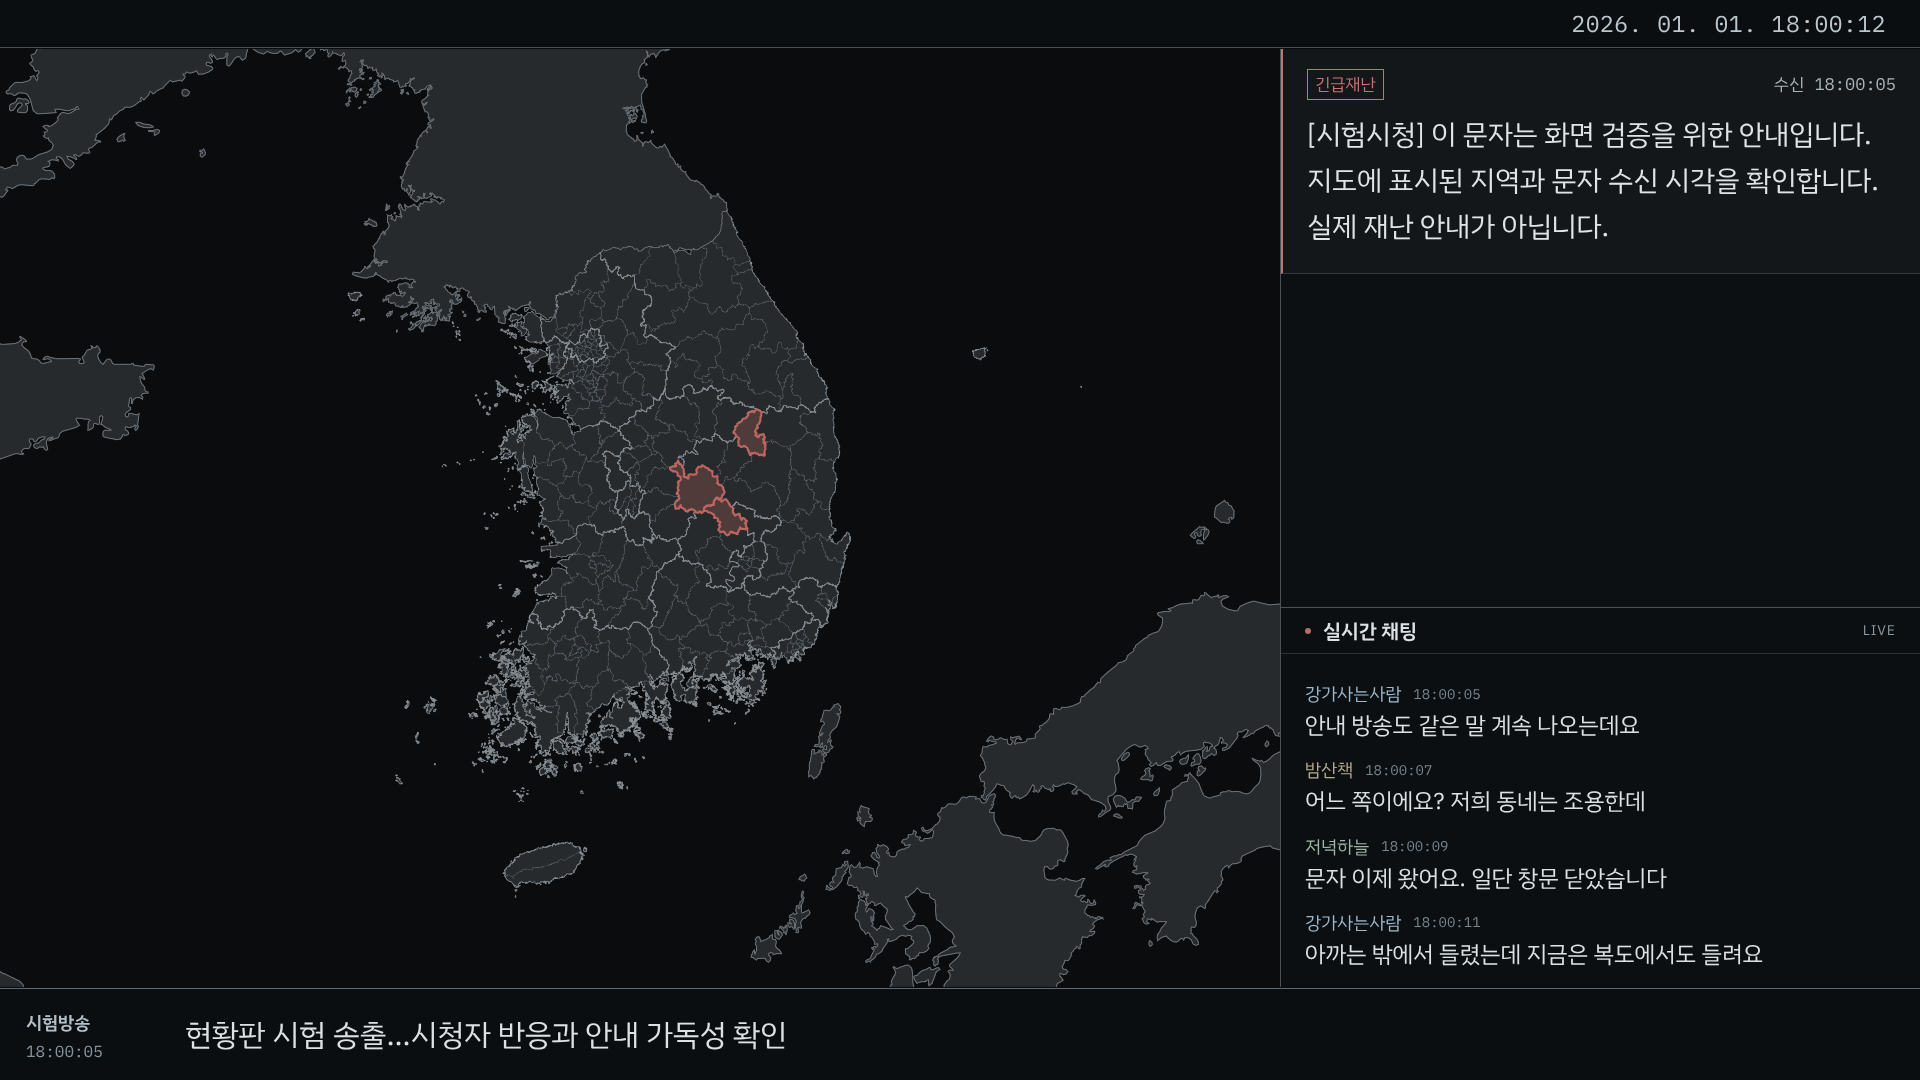 2026. 01. 01. 18:00:12
긴급재난
수신 18:00:05
[시험시청] 이 문자는 화면 검증을 위한 안내입니다.
지도에 표시된 지역과 문자 수신 시각을 확인합니다.
실제 재난 안내가 아닙니다.
실시간 채팅
LIVE
강가사는사람 18:00:05
안내 방송도 같은 말 계속 나오는데요
밤산책 18:00:07
어느 쪽이에요? 저희 동네는 조용한데
저녁하늘 18:00:09
문자 이제 왔어요. 일단 창문 닫았습니다
강가사는사람 18:00:11
아까는 밖에서 들렸는데 지금은 복도에서도 들려요
시험방송
18:00:05
현황판 시험 송출...시청자 반응과 안내 가독성 확인